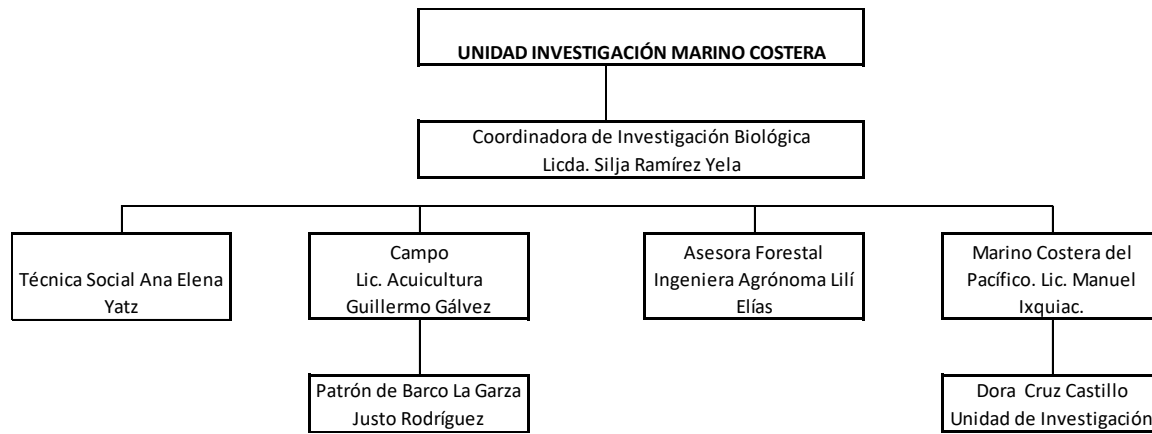 UNIDAD INVESTIGACIÓN MARINO COSTERA
Coordinadora de Investigación Biológica
Licda. Silja Ramírez Yela
Técnica Social Ana Elena
Yatz
Campo
Lic. Acuicultura
Guillermo Gálvez
Asesora Forestal
Ingeniera Agrónoma Lilí
Elías
Marino Costera del
Pacífico. Lic. Manuel
Ixquiac.
Patrón de Barco La Garza
Justo Rodríguez
Dora Cruz Castillo
Unidad de Investigación